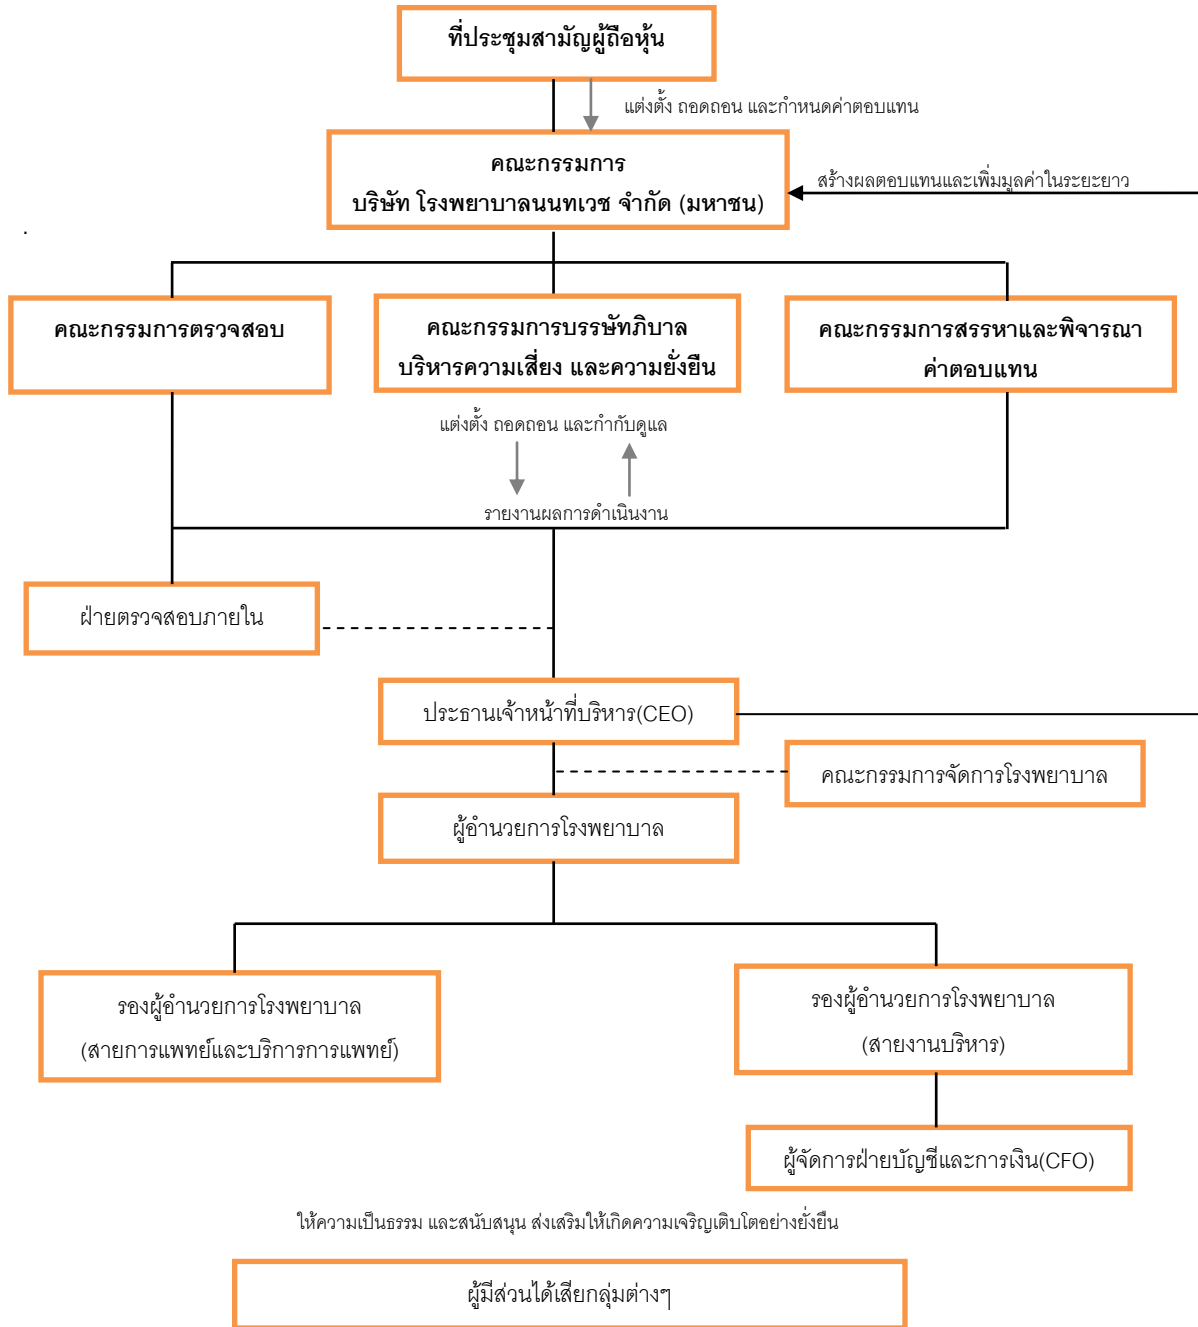 ที่ประชุมสามัญผู้ถือหุ้น
แต่งตั้ง ถอดถอน และกำหนดค่าตอบแทน
คณะกรรมการ
บริษัท โรงพยาบาลนนทเวช จำกัด (มหาชน)
สร้างผลตอบแทนและเพิ่มมูลค่าในระยะยาว
.
คณะกรรมการตรวจสอบ
คณะกรรมการบรรษัทภิบาล
บริหารความเสี่ยง และความยั่งยืน
คณะกรรมการสรรหาและพิจารณา
ค่าตอบแทน
แต่งตั้ง ถอดถอน และกำกับดูแล
รายงานผลการดำเนินงาน
ฝ่ายตรวจสอบภายใน
ประธานเจ้าหน้าที่บริหาร(CEO)
คณะกรรมการจัดการโรงพยาบาล
ผู้อำนวยการโรงพยาบาล
รองผู้อำนวยการโรงพยาบาล
(สายการแพทย์และบริการการแพทย์)
รองผู้อำนวยการโรงพยาบาล
(สายงานบริหาร)
ผู้จัดการฝ่ายบัญชีและการเงิน(CFO)
ให้ความเป็นธรรม และสนับสนุน ส่งเสริมให้เกิดความเจริญเติบโตอย่างยั่งยืน
ผู้มีส่วนได้เสียกลุ่มต่างๆ